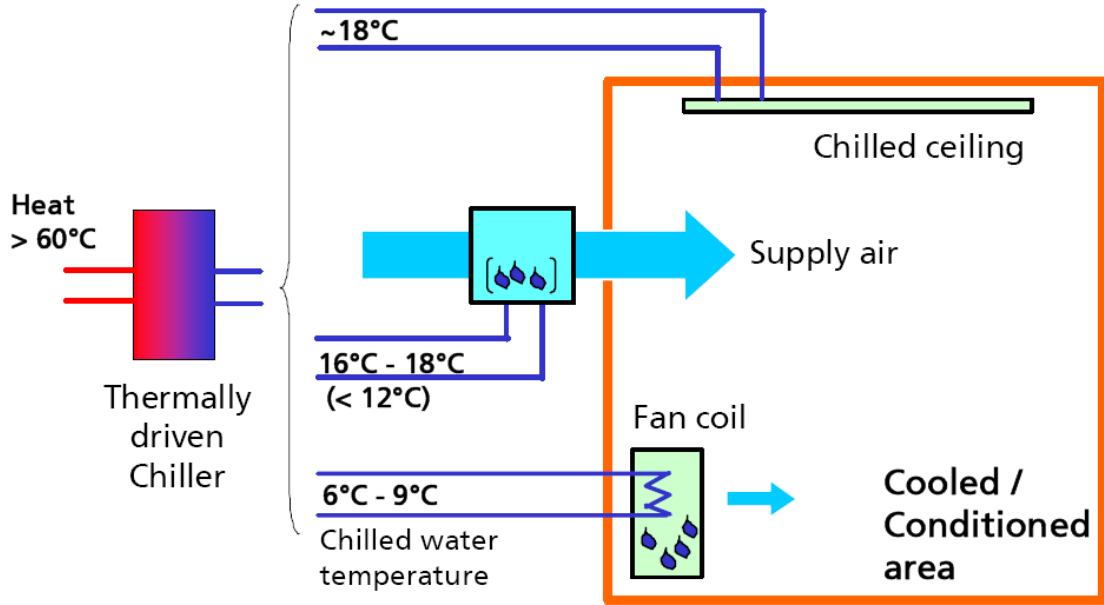 ~18°C
Chilled ceiling
Heat
> 60°C
Supply air
16°C - 18°C
(< 12°C)
Thermally
driven
Chiller
Fan coil
6°C - 9°C
Chilled water
temperature
Cooled /
Conditioned
area